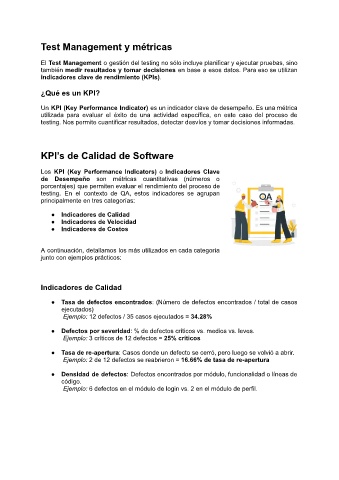 Test Management y métricas
El Test Management o gestión del testing no sólo incluye planificar y ejecutar pruebas, sino
también medir resultados y tomar decisiones en base a esos datos. Para eso se utilizan
indicadores clave de rendimiento (KPIs).
¿Qué es un KPI?
Un KPI (Key Performance Indicator) es un indicador clave de desempeño. Es una métrica
utilizada para evaluar el éxito de una actividad específica, en este caso del proceso de
testing. Nos permite cuantificar resultados, detectar desvíos y tomar decisiones informadas.
KPI's de Calidad de Software
Los KPI (Key Performance Indicators) o Indicadores Clave
de Desempeño son métricas cuantitativas (números o
porcentajes) que permiten evaluar el rendimiento del proceso de
testing. En el contexto de QA, estos indicadores se agrupan
principalmente en tres categorías:
● Indicadores de Calidad
● Indicadores de Velocidad
● Indicadores de Costos
QA
A continuación, detallamos los más utilizados en cada categoría
junto con ejemplos prácticos:
Indicadores de Calidad
● Tasa de defectos encontrados: (Número de defectos encontrados / total de casos
ejecutados)
Ejemplo: 12 defectos / 35 casos ejecutados = 34.28%
● Defectos por severidad: % de defectos críticos vs. medios vs. leves.
Ejemplo: 3 críticos de 12 defectos = 25% críticos
● Tasa de re-apertura: Casos donde un defecto se cerró, pero luego se volvió a abrir.
Ejemplo: 2 de 12 defectos se reabrieron = 16.66% de tasa de re-apertura
● Densidad de defectos: Defectos encontrados por módulo, funcionalidad o líneas de
código.
Ejemplo: 6 defectos en el módulo de login vs. 2 en el módulo de perfil.